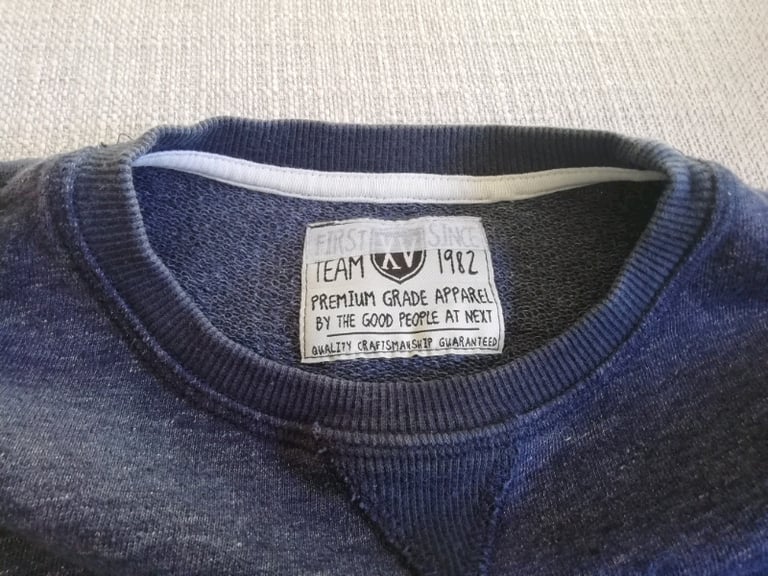 FIRST XV SINCE
TEAM 1982
PREMIUM GRADE APPAREL
BY THE GOOD PEOPLE AT NEXT
QUALITY CRAFTSMANSHIP GUARANTEED